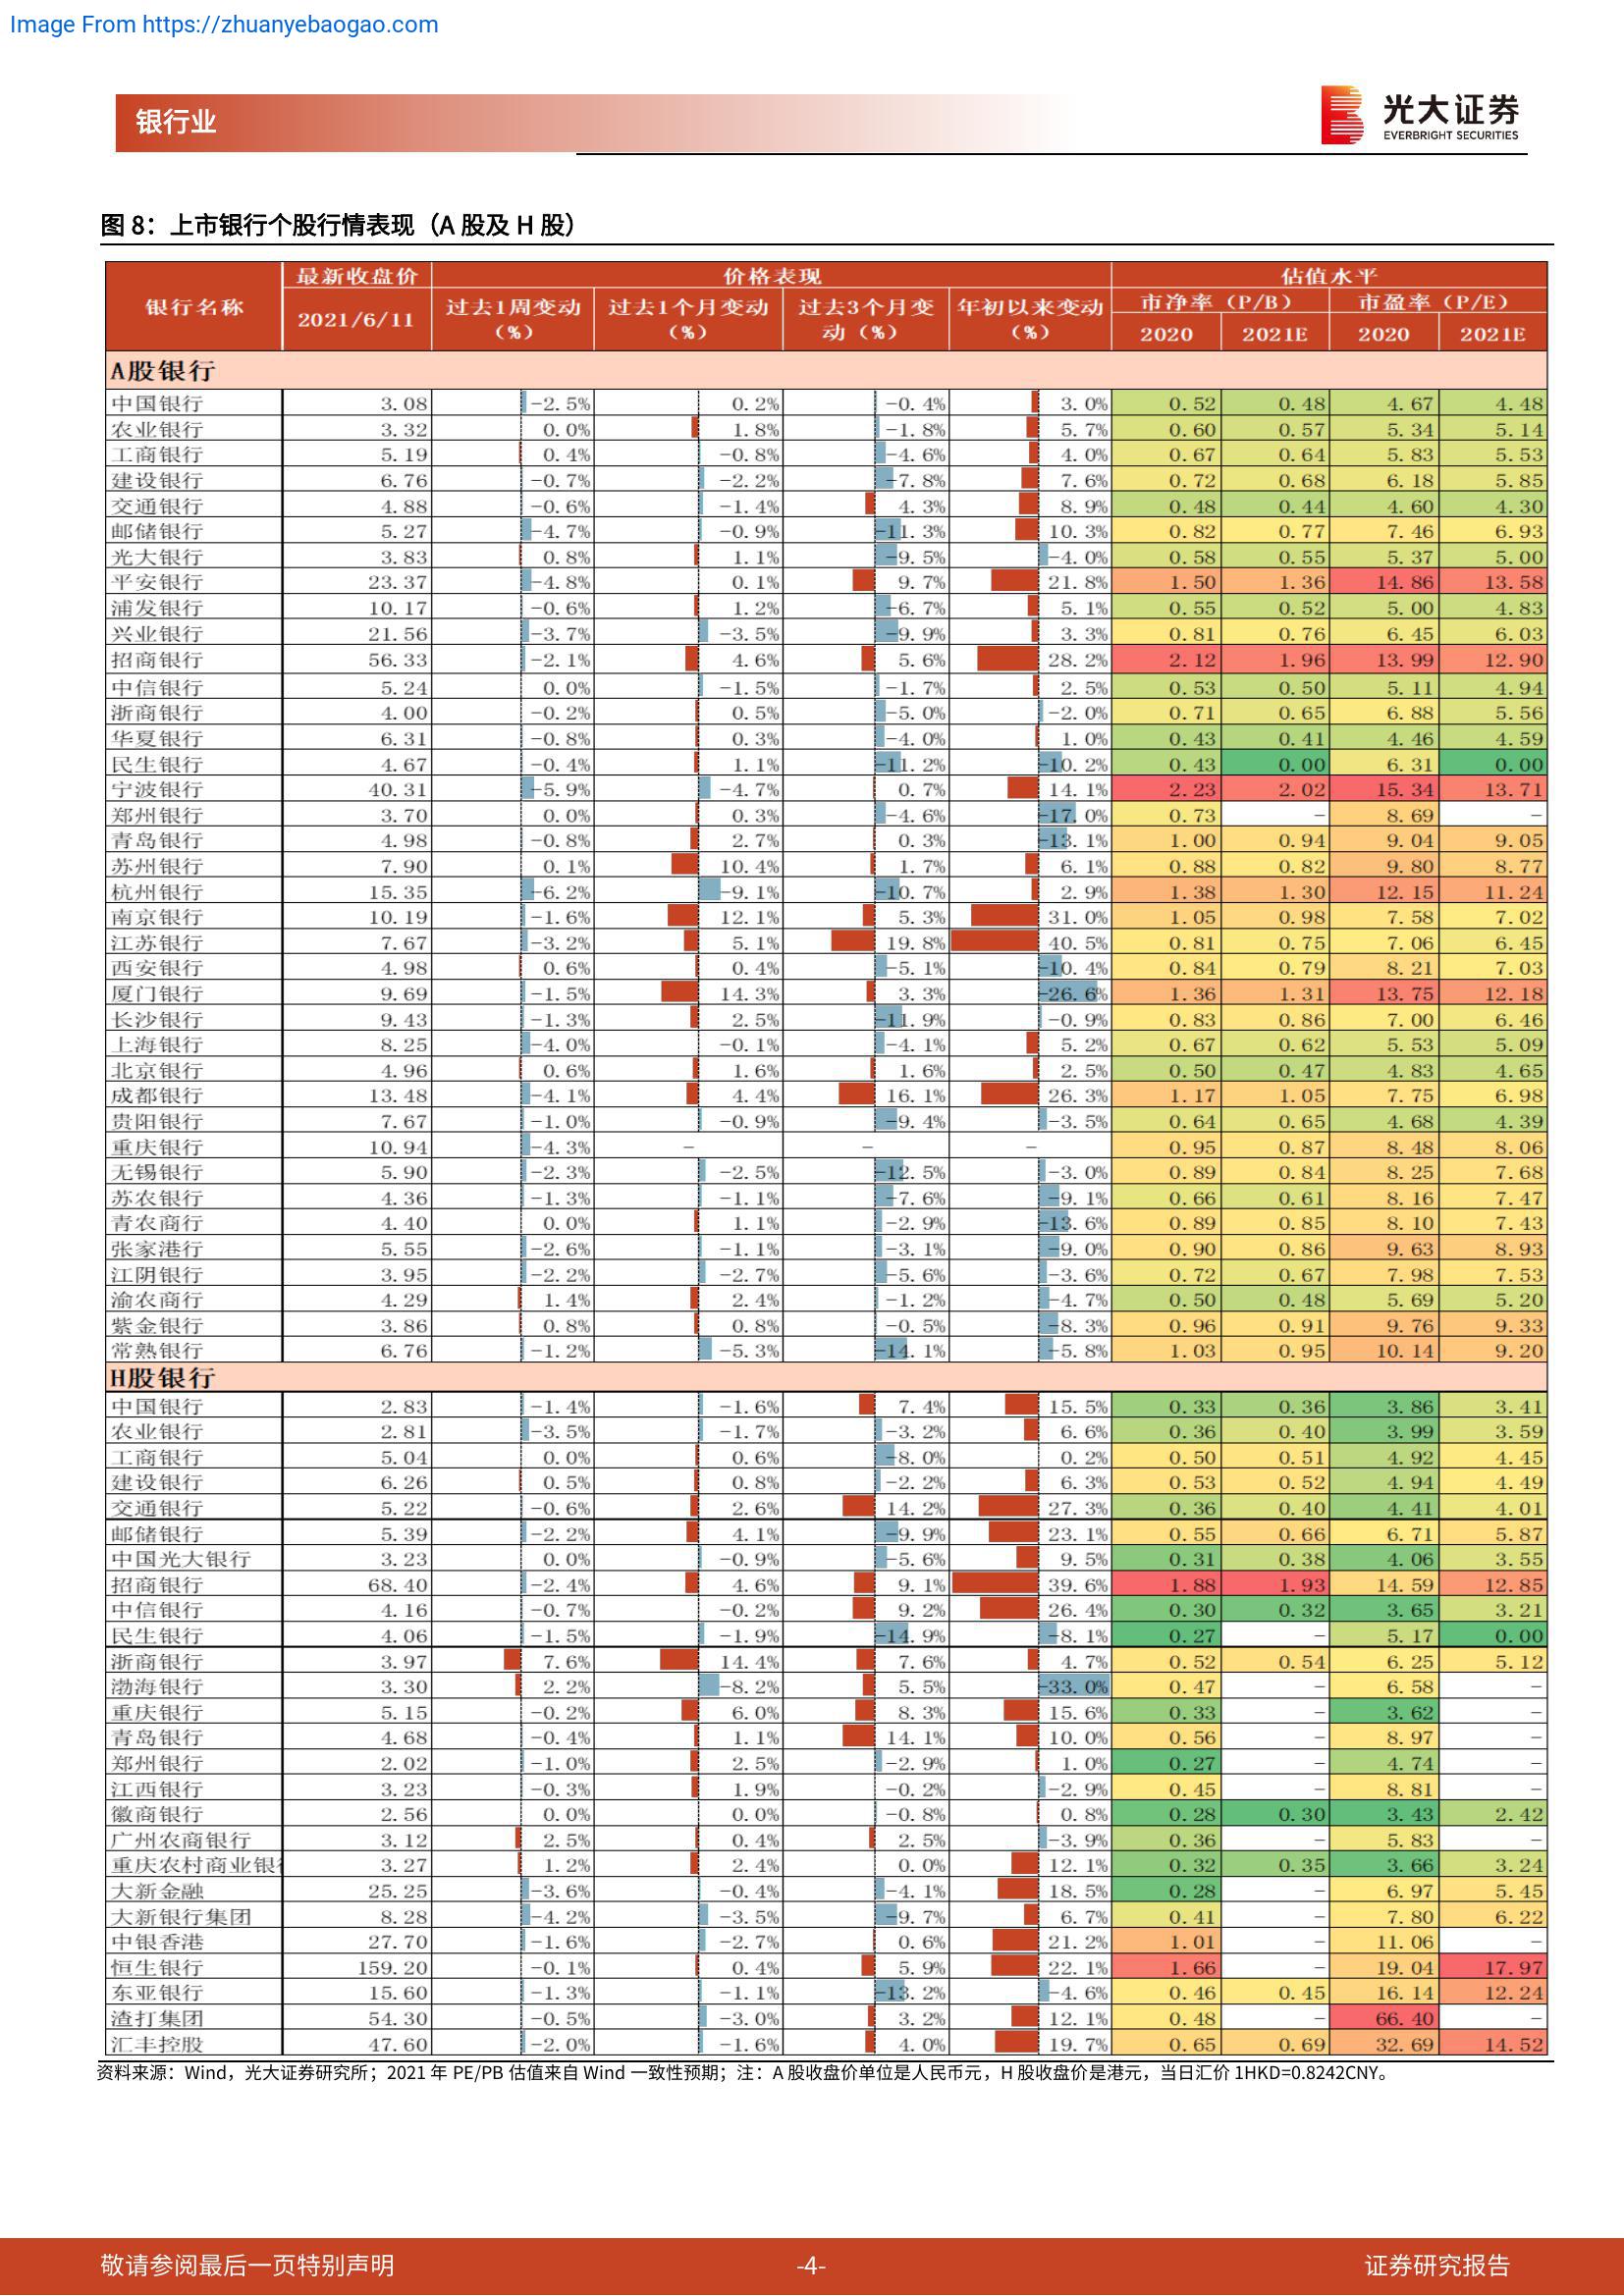 Image From https://zhuanyebaogao.com
银行业
光大证券
EVERBRIGHT SECURITIES
图 8：上市银行个股行情表现（A 股及 H 股）
银行名称 最新收盘价 价格表现 估值水平
2021/6/11 过去1周变动（%） 过去1个月变动（%） 过去3个月变动（%） 年初以来变动（%） 市净率（P/B） 市盈率（P/E）
2020 2021E 2020 2021E
A股银行
中国银行 3.08 -2.5% 0.2% -0.4% 3.0% 0.52 0.48 4.67 4.48
农业银行 3.32 0.0% 1.8% -1.8% 5.7% 0.60 0.57 5.34 5.14
工商银行 5.19 0.4% -0.8% -4.6% 4.0% 0.67 0.64 5.83 5.53
建设银行 6.76 -0.7% -2.2% -7.8% 7.6% 0.72 0.68 6.18 5.85
交通银行 4.88 -0.6% -1.4% 4.3% 8.9% 0.48 0.44 4.60 4.30
邮储银行 5.27 -4.7% -0.9% -11.3% 10.3% 0.82 0.77 7.46 6.93
光大银行 3.83 0.8% 1.1% -9.5% -4.0% 0.58 0.55 5.37 5.00
平安银行 23.37 -4.8% 0.1% 9.7% 21.8% 1.50 1.36 14.86 13.58
浦发银行 10.17 -0.6% 1.2% -6.7% 5.1% 0.55 0.52 5.00 4.83
兴业银行 21.56 -3.7% -3.5% -9.9% 3.3% 0.81 0.76 6.45 6.03
招商银行 56.33 -2.1% 4.6% 5.6% 28.2% 2.12 1.96 13.99 12.90
中信银行 5.24 0.0% -1.5% -1.7% 2.5% 0.53 0.50 5.11 4.94
浙商银行 4.00 -0.2% 0.5% -5.0% -2.0% 0.71 0.65 6.88 5.56
华夏银行 6.31 -0.8% 0.3% -4.0% 1.0% 0.43 0.41 4.46 4.59
民生银行 4.67 -0.4% 1.1% -11.2% -10.2% 0.43 0.00 6.31 0.00
宁波银行 40.31 -5.9% -4.7% 0.7% 14.1% 2.23 2.02 15.34 13.71
郑州银行 3.70 0.0% 0.3% -4.6% -17.0% 0.73 - 8.69 -
青岛银行 4.98 -0.8% 2.7% 0.3% -13.1% 1.00 0.94 9.04 9.05
苏州银行 7.90 0.1% 10.4% 1.7% 6.1% 0.88 0.82 9.80 8.77
杭州银行 15.35 -6.2% -9.1% -10.7% 2.9% 1.38 1.30 12.15 11.24
南京银行 10.19 -1.6% 12.1% 5.3% 31.0% 1.05 0.98 7.58 7.02
江苏银行 7.67 -3.2% 5.1% 19.8% 40.5% 0.81 0.75 7.06 6.45
西安银行 4.98 0.6% 0.4% -5.1% -10.4% 0.84 0.79 8.21 7.03
厦门银行 9.69 -1.5% 14.3% 3.3% -26.6% 1.36 1.31 13.75 12.18
长沙银行 9.43 -1.3% 2.5% -11.9% -0.9% 0.83 0.86 7.00 6.46
上海银行 8.25 -4.0% -0.1% -4.1% 5.2% 0.67 0.62 5.53 5.09
北京银行 4.96 0.6% 1.6% 1.6% 2.5% 0.50 0.47 4.83 4.65
成都银行 13.48 -4.1% 4.4% 16.1% 26.3% 1.17 1.05 7.75 6.98
贵阳银行 7.67 -1.0% -0.9% -9.4% -3.5% 0.64 0.65 4.68 4.39
重庆银行 10.94 -4.3% - - - 0.95 0.87 8.48 8.06
无锡银行 5.90 -2.3% -2.5% -12.5% -3.0% 0.89 0.84 8.25 7.68
苏农银行 4.36 -1.3% -1.1% -7.6% -9.1% 0.66 0.61 8.16 7.47
青农商行 4.40 0.0% 1.1% -2.9% -13.6% 0.89 0.85 8.10 7.43
张家港行 5.55 -2.6% -1.1% -3.1% -9.0% 0.90 0.86 9.63 8.93
江阴银行 3.95 -2.2% -2.7% -5.6% -3.6% 0.72 0.67 7.98 7.53
渝农商行 4.29 1.4% 2.4% -1.2% -4.7% 0.50 0.48 5.69 5.20
紫金银行 3.86 0.8% 0.8% -0.5% -8.3% 0.96 0.91 9.76 9.33
常熟银行 6.76 -1.2% -5.3% -14.1% -5.8% 1.03 0.95 10.14 9.20
H股银行
中国银行 2.83 -1.4% -1.6% 7.4% 15.5% 0.33 0.36 3.86 3.41
农业银行 2.81 -3.5% -1.7% -3.2% 6.6% 0.36 0.40 3.99 3.59
工商银行 5.04 0.0% 0.6% -8.0% 0.2% 0.50 0.51 4.92 4.45
建设银行 6.26 0.5% 0.8% -2.2% 6.3% 0.53 0.52 4.94 4.49
交通银行 5.22 -0.6% 2.6% 14.2% 27.3% 0.36 0.40 4.41 4.01
邮储银行 5.39 -2.2% 4.1% -9.9% 23.1% 0.55 0.66 6.71 5.87
中国光大银行 3.23 0.0% -0.9% -5.6% 9.5% 0.31 0.38 4.06 3.55
招商银行 68.40 -2.4% 4.6% 9.1% 39.6% 1.88 1.93 14.59 12.85
中信银行 4.16 -0.7% -0.2% 9.2% 26.4% 0.30 0.32 3.65 3.21
民生银行 4.06 -1.5% -1.9% -14.9% -8.1% 0.27 - 5.17 0.00
浙商银行 3.97 7.6% 14.4% 7.6% 4.7% 0.52 0.54 6.25 5.12
渤海银行 3.30 2.2% -8.2% 5.5% -33.0% 0.47 - 6.58 -
重庆银行 5.15 -0.2% 6.0% 8.3% 15.6% 0.33 - 3.62 -
青岛银行 4.68 -0.4% 1.1% 14.1% 10.0% 0.56 - 8.97 -
郑州银行 2.02 -1.0% 2.5% -2.9% 1.0% 0.27 - 4.74 -
江西银行 3.23 -0.3% 1.9% -0.2% -2.9% 0.45 - 8.81 -
徽商银行 2.56 0.0% 0.0% -0.8% 0.8% 0.28 0.30 3.43 2.42
广州农商银行 3.12 2.5% 0.4% 2.5% -3.9% 0.36 - 5.83 -
重庆农村商业银 3.27 1.2% 2.4% 0.0% 12.1% 0.32 0.35 3.66 3.24
大新金融 25.25 -3.6% -0.4% -4.1% 18.5% 0.28 - 6.97 5.45
大新银行集团 8.28 -4.2% -3.5% -9.7% 6.7% 0.41 - 7.80 6.22
中银香港 27.70 -1.6% -2.7% 0.6% 21.2% 1.01 - 11.06 -
恒生银行 159.20 -0.1% 0.4% 5.9% 22.1% 1.66 - 19.04 17.97
东亚银行 15.60 -1.3% -1.1% -13.2% -4.6% 0.46 0.45 16.14 12.24
渣打集团 54.30 -0.5% -3.0% 3.2% 12.1% 0.48 - 66.40 -
汇丰控股 47.60 -2.0% -1.6% 4.0% 19.7% 0.65 0.69 32.69 14.52
资料来源：Wind，光大证券研究所；2021 年 PE/PB 估值来自 Wind 一致性预期；注：A 股收盘价单位是人民币元，H 股收盘价是港元，当日汇价 1HKD=0.8242CNY。
敬请参阅最后一页特别声明
-4-
证券研究报告